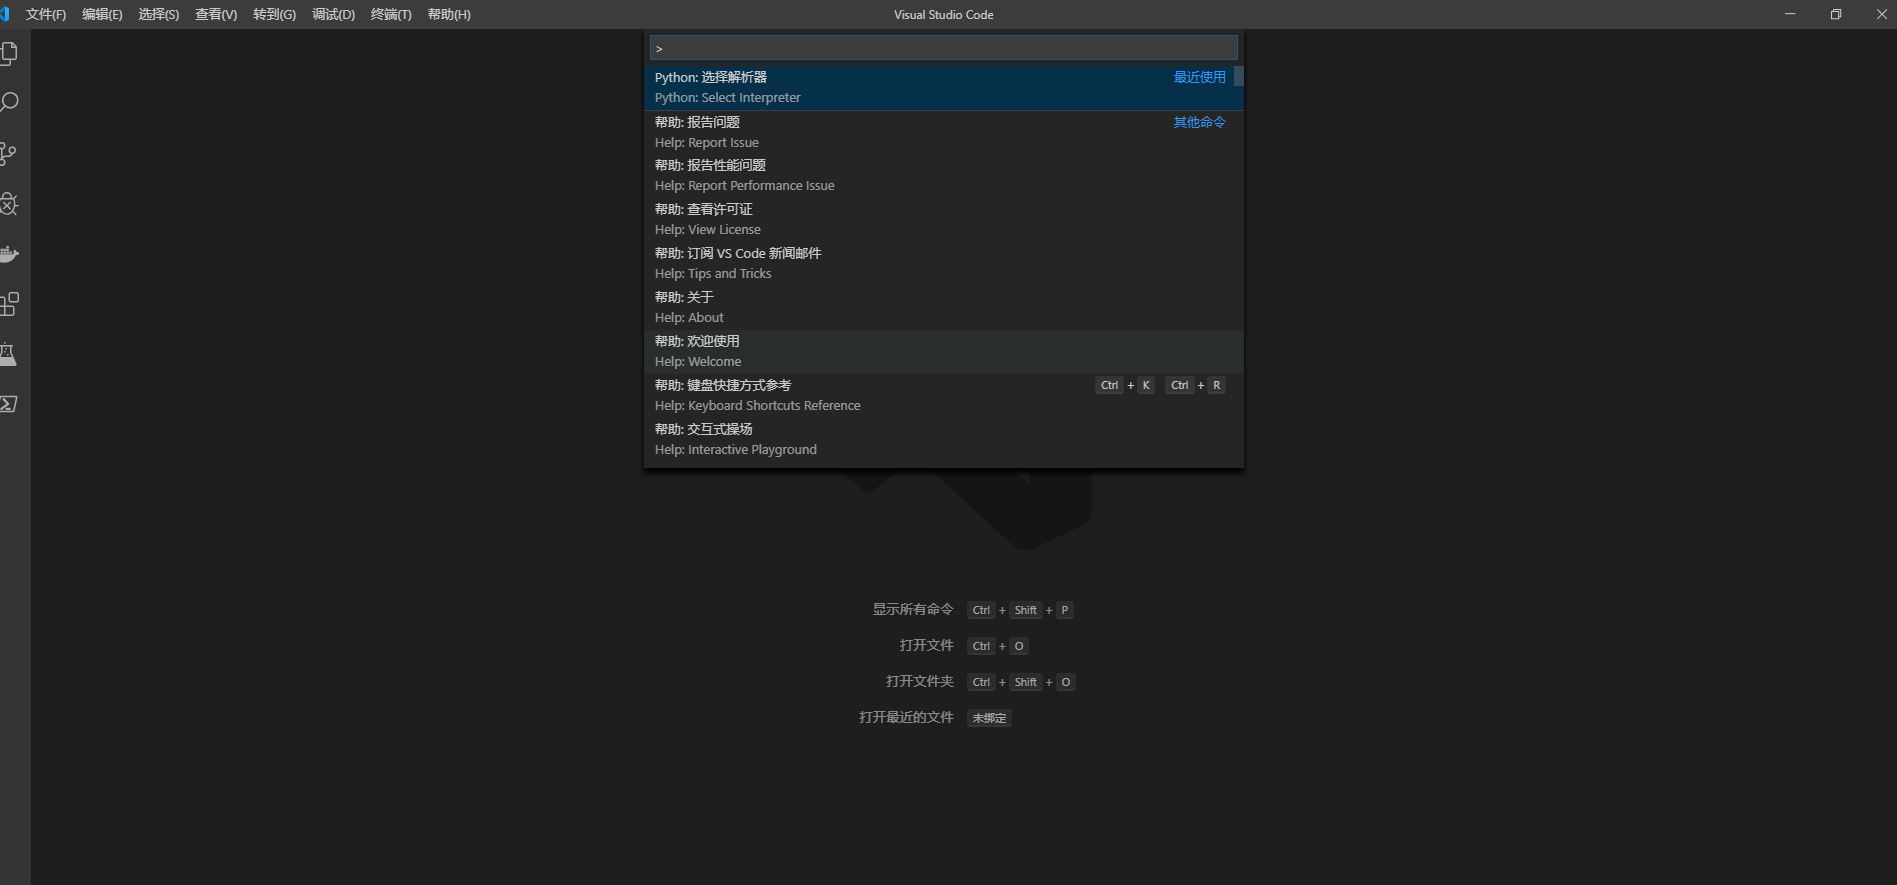 文件(F) 编辑(E) 选择(S) 查看(V) 转到(G) 调试(D) 终端(T) 帮助(H) Visual Studio Code
>
Python: 选择解析器 最近使用
Python: Select Interpreter
帮助: 报告问题 其他命令
Help: Report Issue
帮助: 报告性能问题
Help: Report Performance Issue
帮助: 查看许可证
Help: View License
帮助: 订阅 VS Code 新闻邮件
Help: Tips and Tricks
帮助: 关于
Help: About
帮助: 欢迎使用
Help: Welcome
帮助: 键盘快捷方式参考 Ctrl + K Ctrl + R
Help: Keyboard Shortcuts Reference
帮助: 交互式操场
Help: Interactive Playground
显示所有命令 Ctrl + Shift + P
打开文件 Ctrl + O
打开文件夹 Ctrl + Shift + O
打开最近的文件 未绑定